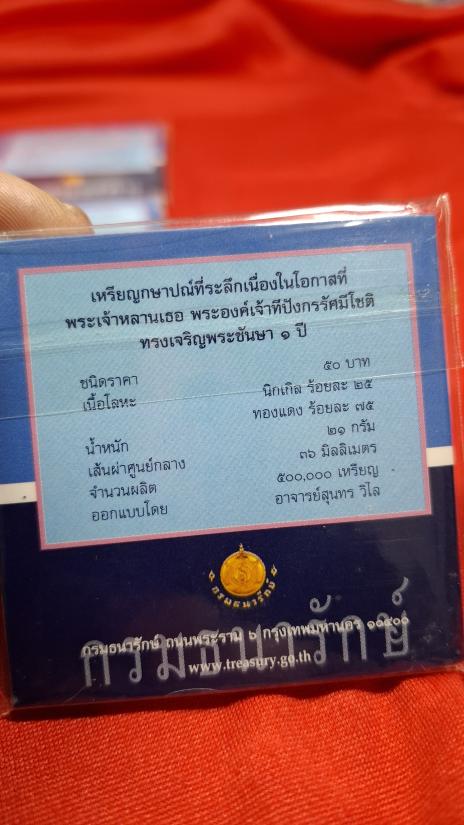 เหรียญกษาปณ์ที่ระลึกเนื่องในโอกาสที่
พระเจ้าหลานเธอ พระองค์เจ้าทีปังกรรัศมีโชติ
ทรงเจริญพระชันษา ๑ ปี
ชนิดราคา ๕๐ บาท
เนื้อโลหะ นิกเกิล ร้อยละ ๒๕
ทองแดง ร้อยละ ๗๕
น้ำหนัก ๒๑ กรัม
เส้นผ่าศูนย์กลาง ๓๖ มิลลิเมตร
จำนวนผลิต ๕๐๐,๐๐๐ เหรียญ
ออกแบบโดย อาจารย์สุนทร วิไล
กรมธนารักษ์
กรมธนารักษ์
กรมธนารักษ์ ถนนพระราม ๖ กรุงเทพมหานคร ๑๐๔๐๐
www.treasury.go.th